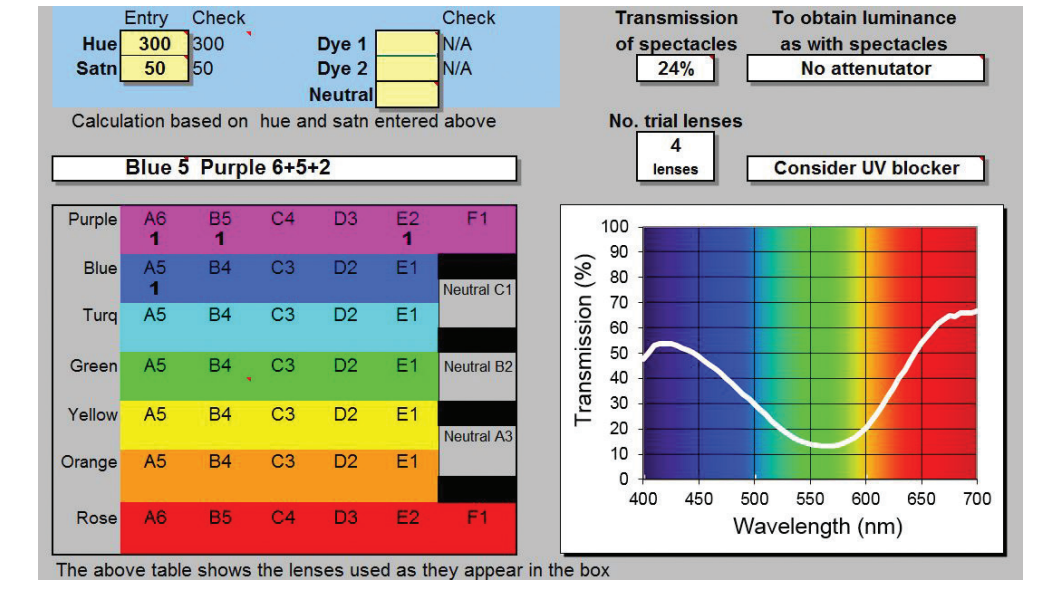 Entry Check Check Transmission To obtain luminance
Hue 300 300 Dye 1 N/A of spectacles as with spectacles
Satn 50 50 Dye 2 N/A 24% No attenutator
Neutral
Calculation based on hue and satn entered above No. trial lenses
4
Blue 5 Purple 6+5+2 lenses Consider UV blocker
Purple A6 B5 C4 D3 E2 F1
1 1 1
Blue A5 B4 C3 D2 E1
1 Neutral C1
Turq A5 B4 C3 D2 E1
Green A5 B4 C3 D2 E1 Neutral B2
Yellow A5 B4 C3 D2 E1
Neutral A3
Orange A5 B4 C3 D2 E1
Rose A6 B5 C4 D3 E2 F1
The above table shows the lenses used as they appear in the box
Transmission (%)
100
90
80
70
60
50
40
30
20
10
0
400 450 500 550 600 650 700
Wavelength (nm)